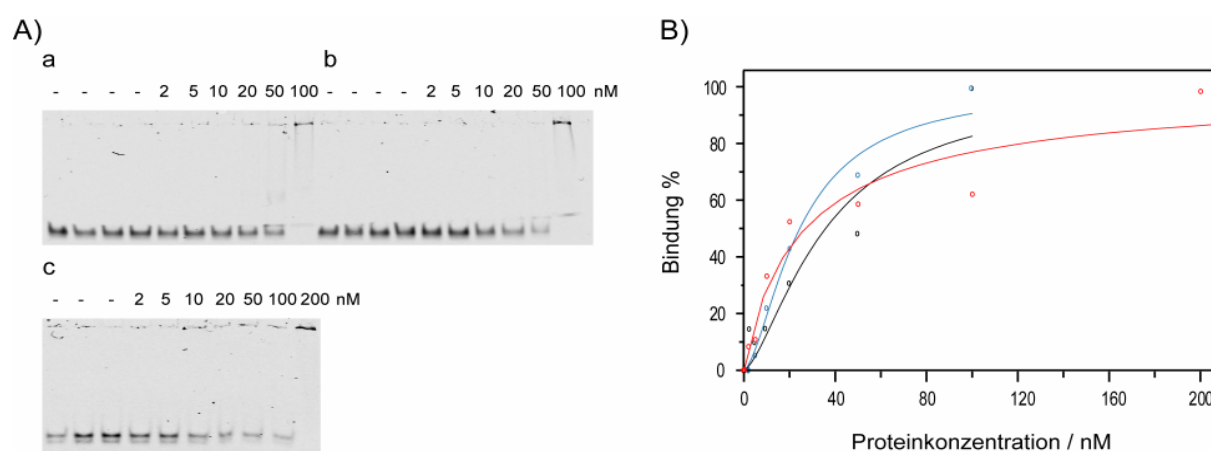 A)
a
b
- - - - 2 5 10 20 50 100 - - - - 2 5 10 20 50 100 nM
c
- - - 2 5 10 20 50 100 200 nM
B)
100
80
60
40
20
0
Bindung %
0 40 80 120 160 200
Proteinkonzentration / nM